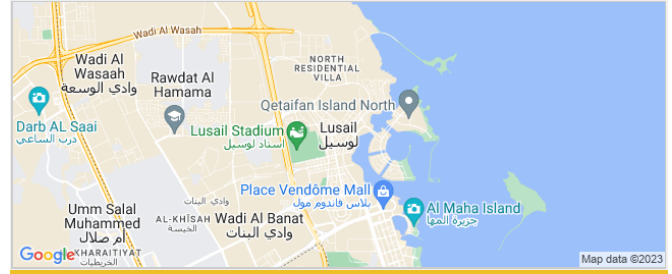 Wadi Al Wasah
Wadi Al
Wasaah
وادي الوسعة
Rawdat Al
Hamama
NORTH
RESIDENTIAL
VILLA
Qetaifan Island North
Darb AL Saai
درب الساعي
Lusail Stadium
استاد لوسيل
Lusail
لوسيل
Place Vendôme Mall
بلاس فاندوم مول
Al Maha Island
جزيرة المها
Umm Salal
Muhammed
أم صلال
AL-KHĪSAH
الخيسة
وادي البنات
Wadi Al Banat
وادي البنات
KHARAITIYAT
الخريطيات
Google
Map data ©2023